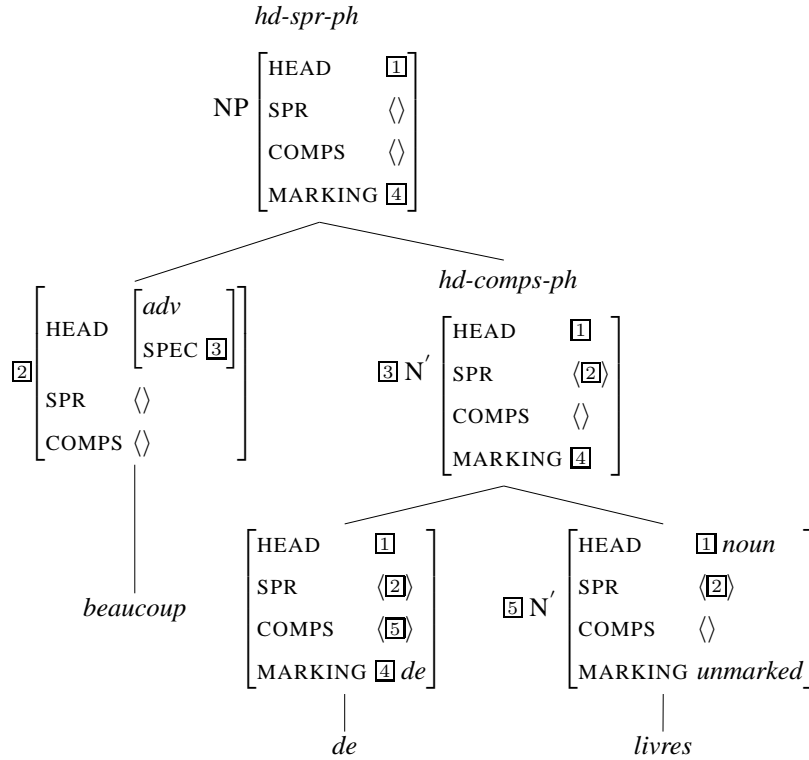 hd-spr-ph
NP [HEAD 1
SPR ⟨⟩
COMPS ⟨⟩
MARKING 4]
2 [HEAD [adv
SPEC 3]
SPR ⟨⟩
COMPS ⟨⟩]
beaucoup
hd-comps-ph
3 N′ [HEAD 1
SPR ⟨2⟩
COMPS ⟨⟩
MARKING 4]
[HEAD 1
SPR ⟨2⟩
COMPS ⟨5⟩
MARKING 4 de]
de
5 N′ [HEAD 1 noun
SPR ⟨2⟩
COMPS ⟨⟩
MARKING unmarked]
livres